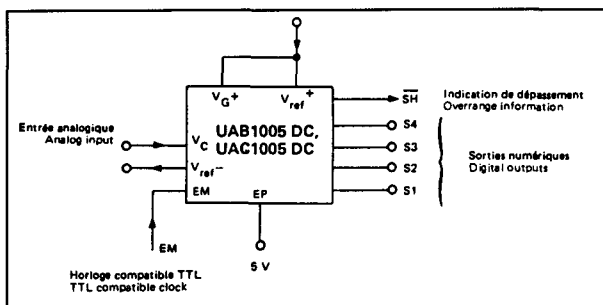 VG+
Vref+
SH
Indication de dépassement
Overrange information
UAB1005 DC,
UAC1005 DC
S4
Entrée analogique
Analog input
VC
S3
Sorties numériques
Digital outputs
Vref-
S2
EM
EP
S1
EM
5 V
Horloge compatible TTL
TTL compatible clock